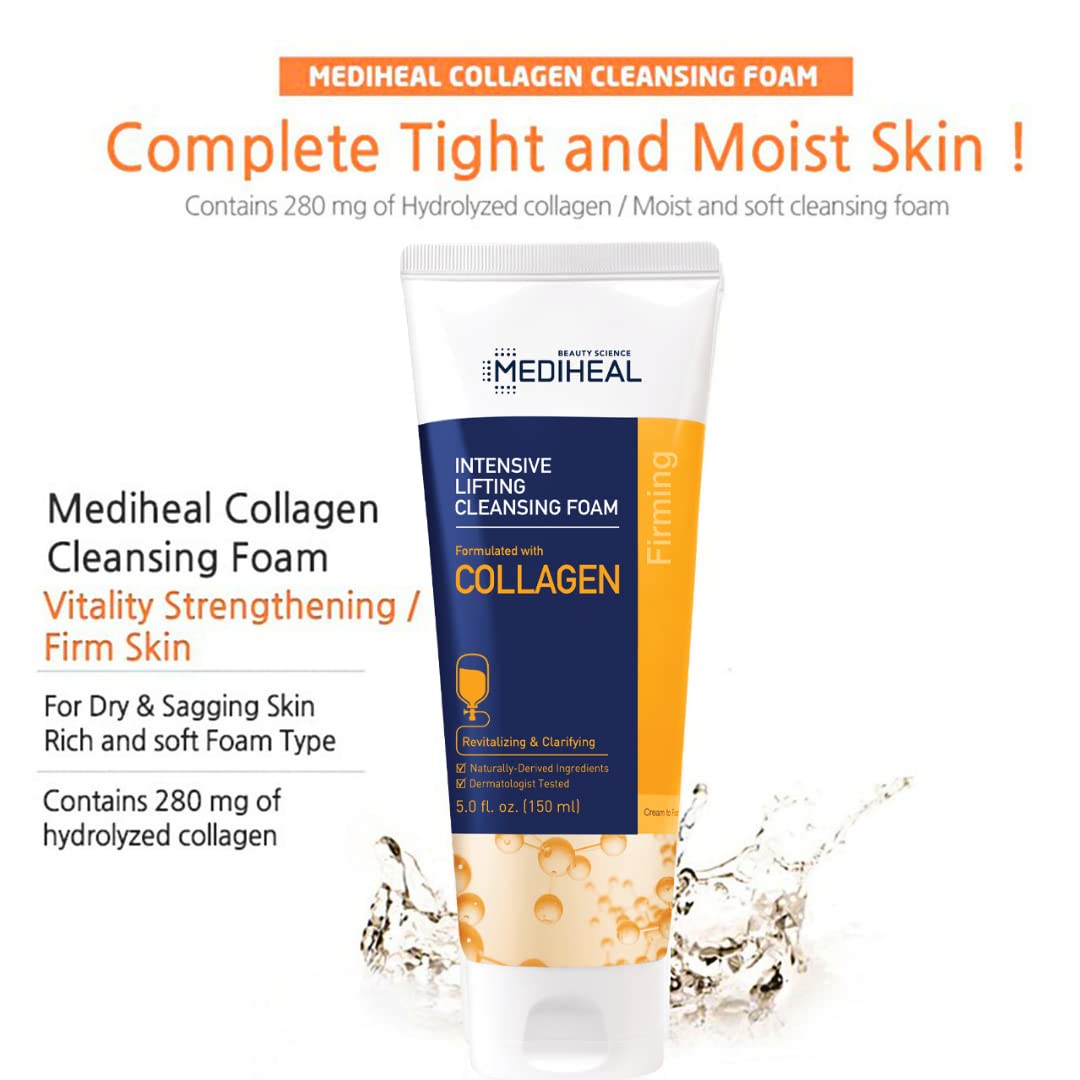 MEDIHEAL COLLAGEN CLEANSING FOAM
Complete Tight and Moist Skin !
Contains 280 mg of Hydrolyzed collagen / Moist and soft cleansing foam
BEAUTY SCIENCE
MEDIHEAL
INTENSIVE
LIFTING
CLEANSING FOAM
Formulated with
COLLAGEN
Firming
Revitalizing & Clarifying
Naturally-Derived Ingredients
Dermatologist Tested
5.0 fl. oz. (150 ml)
Cream to
Mediheal Collagen
Cleansing Foam
Vitality Strengthening /
Firm Skin
For Dry & Sagging Skin
Rich and soft Foam Type
Contains 280 mg of
hydrolyzed collagen